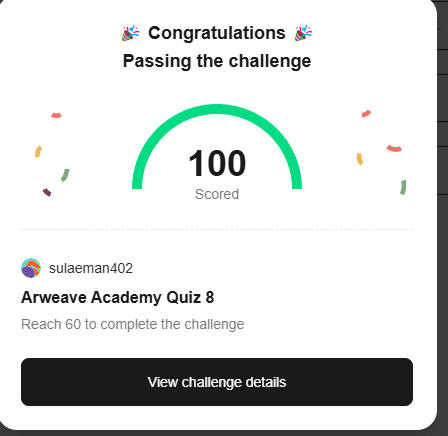 🎉 Congratulations 🎉
Passing the challenge
100
Scored
sulaeman402
Arweave Academy Quiz 8
Reach 60 to complete the challenge
View challenge details